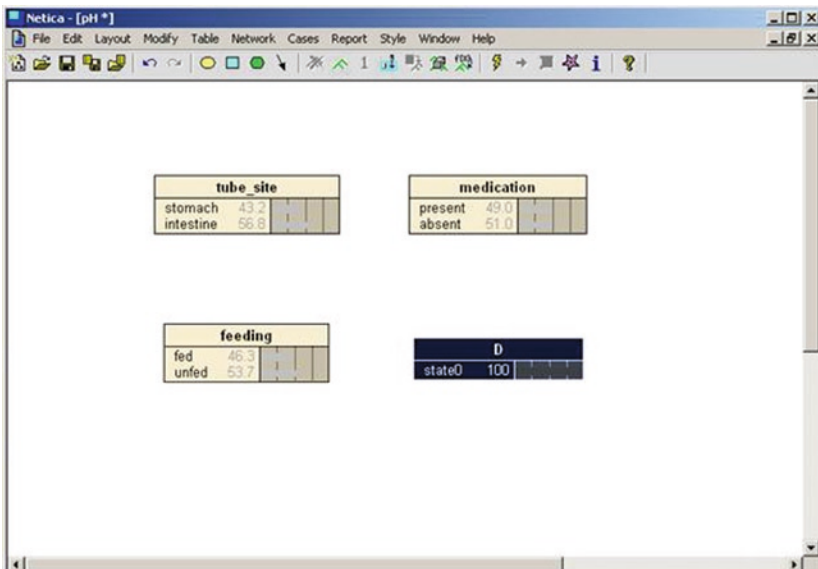 Netica - [pH *]
File Edit Layout Modify Table Network Cases Report Style Window Help
tube_site
stomach 43.2
intestine 56.8
medication
present 49.0
absent 51.0
feeding
fed 46.3
unfed 53.7
D
state0 100